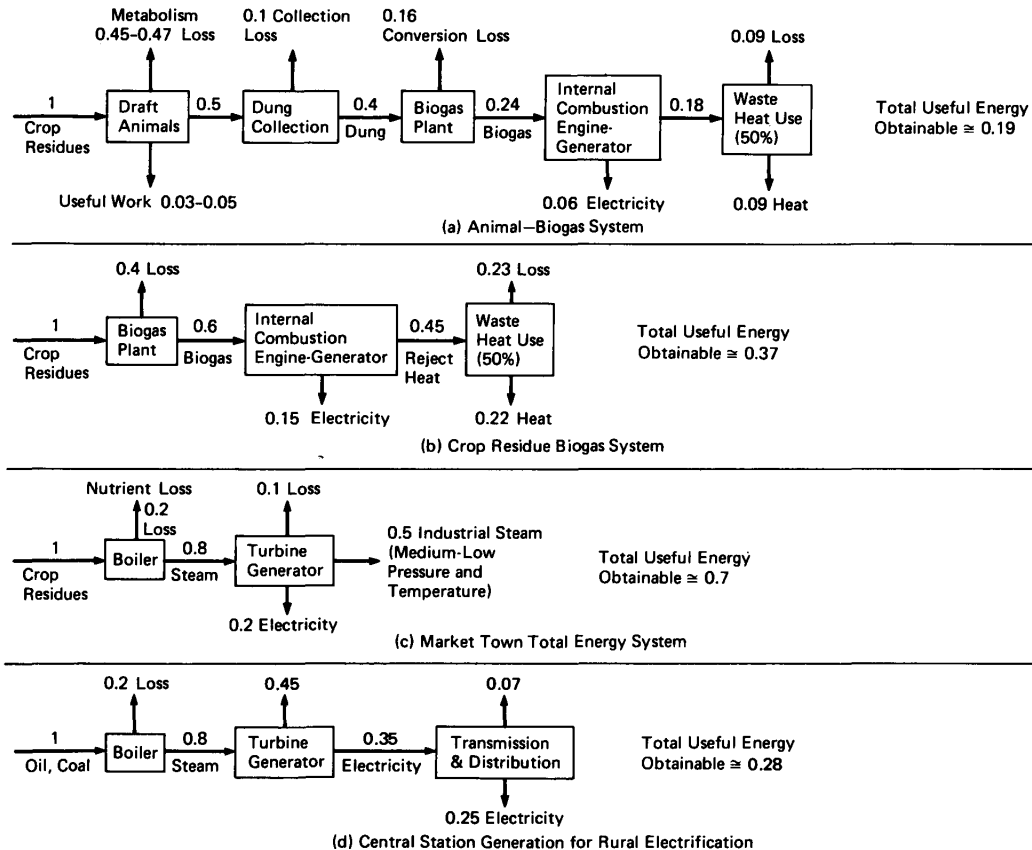 Metabolism
0.45–0.47 Loss
0.1 Collection
Loss
0.16
Conversion Loss
0.09 Loss
1
Crop
Residues
Draft
Animals
0.5
Dung
Collection
0.4
Dung
Biogas
Plant
0.24
Biogas
Internal
Combustion
Engine-
Generator
0.18
Waste
Heat Use
(50%)
Total Useful Energy
Obtainable ≅ 0.19
Useful Work 0.03–0.05
0.06 Electricity
0.09 Heat
(a) Animal–Biogas System
0.4 Loss
0.23 Loss
1
Crop
Residues
Biogas
Plant
0.6
Biogas
Internal
Combustion
Engine-Generator
0.45
Reject
Heat
Waste
Heat Use
(50%)
Total Useful Energy
Obtainable ≅ 0.37
0.15 Electricity
0.22 Heat
(b) Crop Residue Biogas System
Nutrient Loss
0.2
Loss
0.1 Loss
1
Crop
Residues
Boiler
0.8
Steam
Turbine
Generator
0.5 Industrial Steam
(Medium-Low
Pressure and
Temperature)
Total Useful Energy
Obtainable ≅ 0.7
0.2 Electricity
(c) Market Town Total Energy System
0.2 Loss
0.45
0.07
1
Oil, Coal
Boiler
0.8
Steam
Turbine
Generator
0.35
Electricity
Transmission
& Distribution
Total Useful Energy
Obtainable ≅ 0.28
0.25 Electricity
(d) Central Station Generation for Rural Electrification